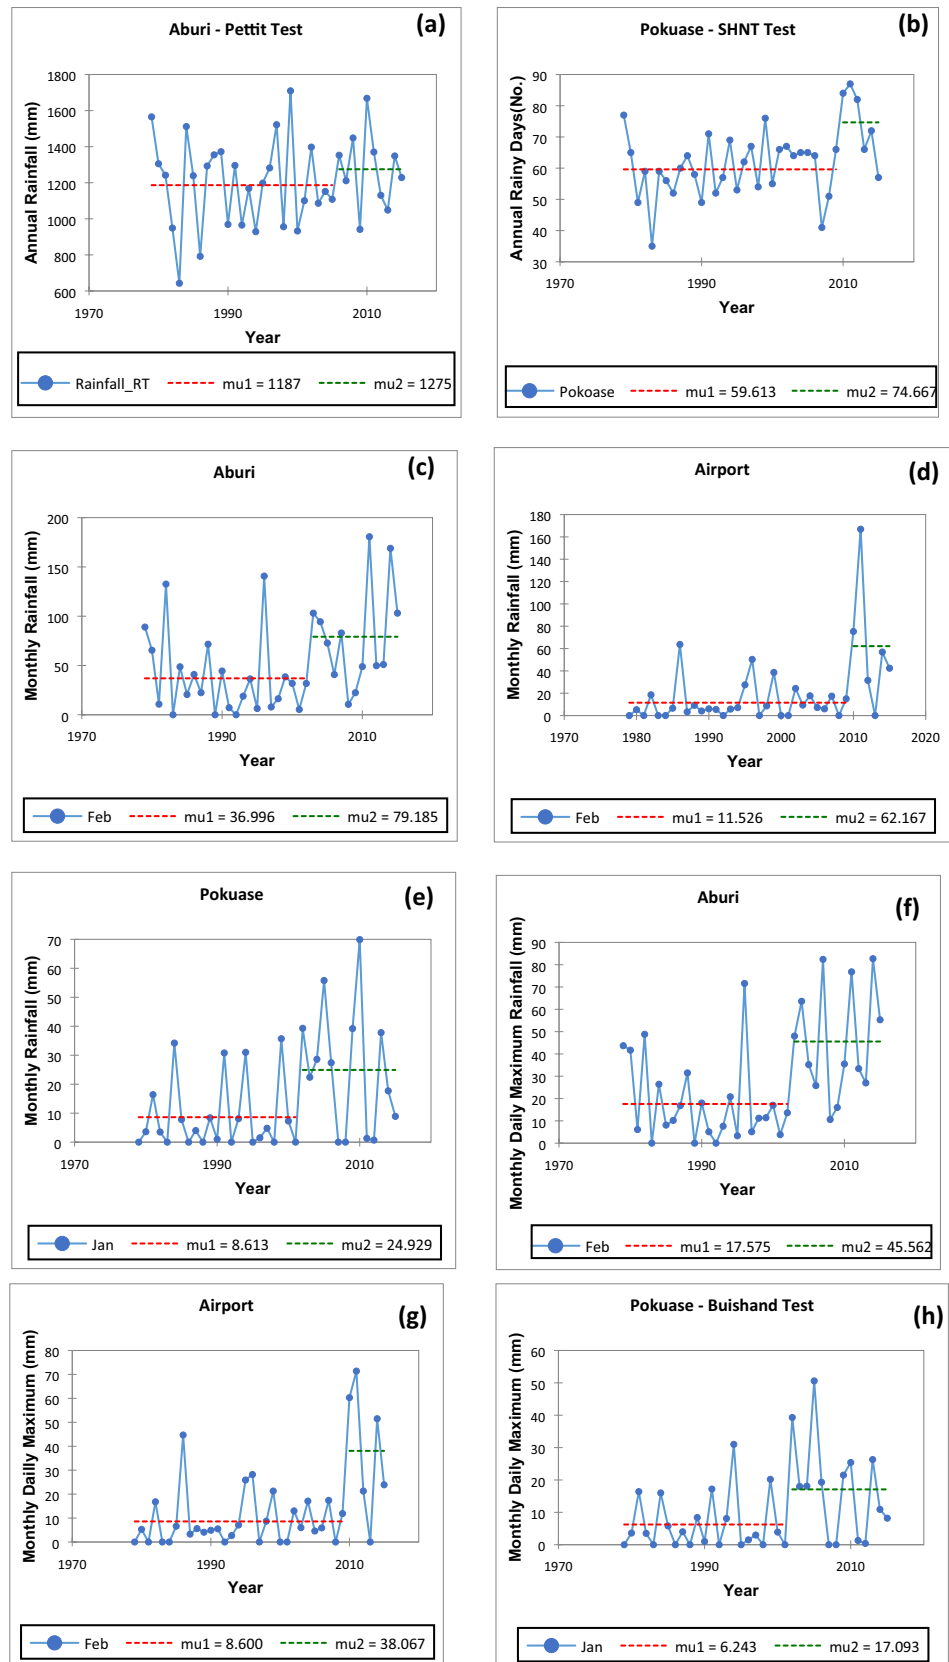 Aburi - Pettit Test
(a)
Annual Rainfall (mm)
1800
1600
1400
1200
1000
800
600
1970
1990
2010
Year
Rainfall_RT
mu1 = 1187
mu2 = 1275
Pokuase - SHNT Test
(b)
Annual Rainy Days(No.)
90
80
70
60
50
40
30
1970
1990
2010
Year
Pokoase
mu1 = 59.613
mu2 = 74.667
Aburi
(c)
Monthly Rainfall (mm)
200
150
100
50
0
1970
1990
2010
Year
Feb
mu1 = 36.996
mu2 = 79.185
Airport
(d)
Monthly Rainfall (mm)
180
160
140
120
100
80
60
40
20
0
1970
1980
1990
2000
2010
2020
Year
Feb
mu1 = 11.526
mu2 = 62.167
Pokuase
(e)
Monthly Rainfall (mm)
70
60
50
40
30
20
10
0
1970
1990
2010
Year
Jan
mu1 = 8.613
mu2 = 24.929
Aburi
(f)
Monthly Daily Maximum Rainfall (mm)
90
80
70
60
50
40
30
20
10
0
1970
1990
2010
Year
Feb
mu1 = 17.575
mu2 = 45.562
Airport
(g)
Monthly Dailly Maximum (mm)
80
70
60
50
40
30
20
10
0
1970
1990
2010
Year
Feb
mu1 = 8.600
mu2 = 38.067
Pokuase - Buishand Test
(h)
Monthly Daily Maximum (mm)
60
50
40
30
20
10
0
1970
1990
2010
Year
Jan
mu1 = 6.243
mu2 = 17.093